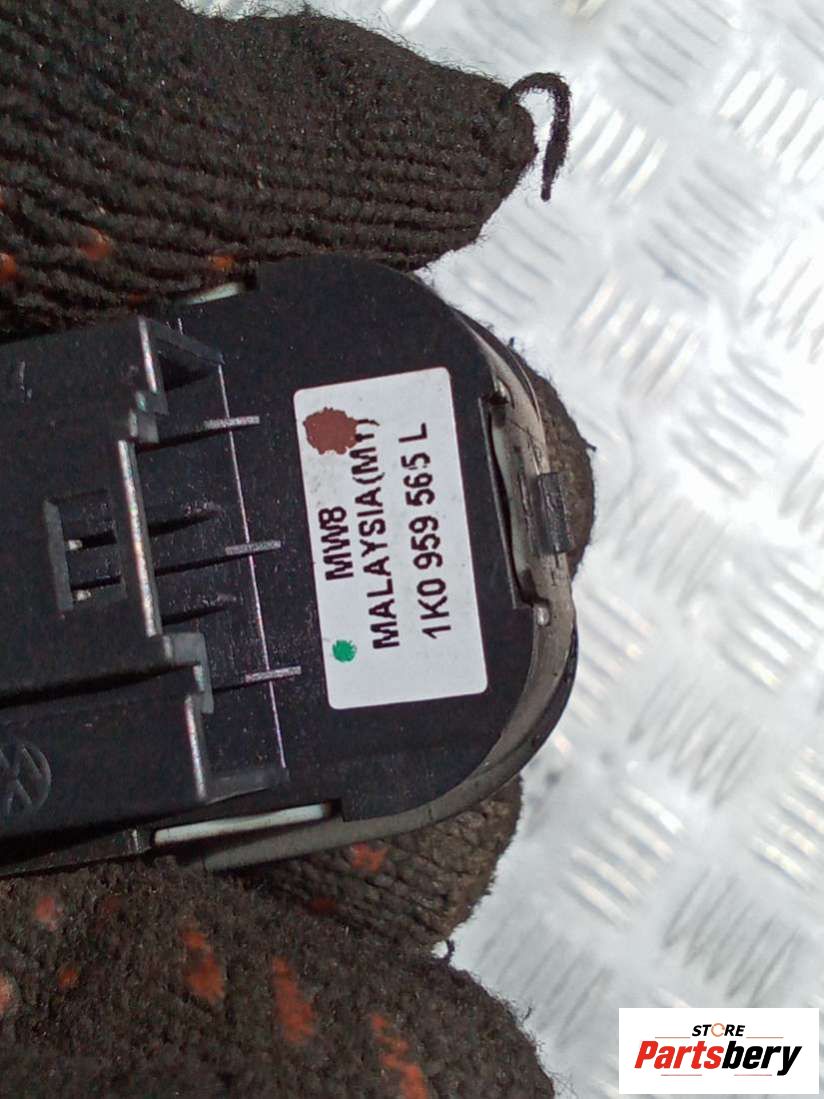 MW8
MALAYSIA(MY)
1K0 959 565 L
STORE
Partsbery